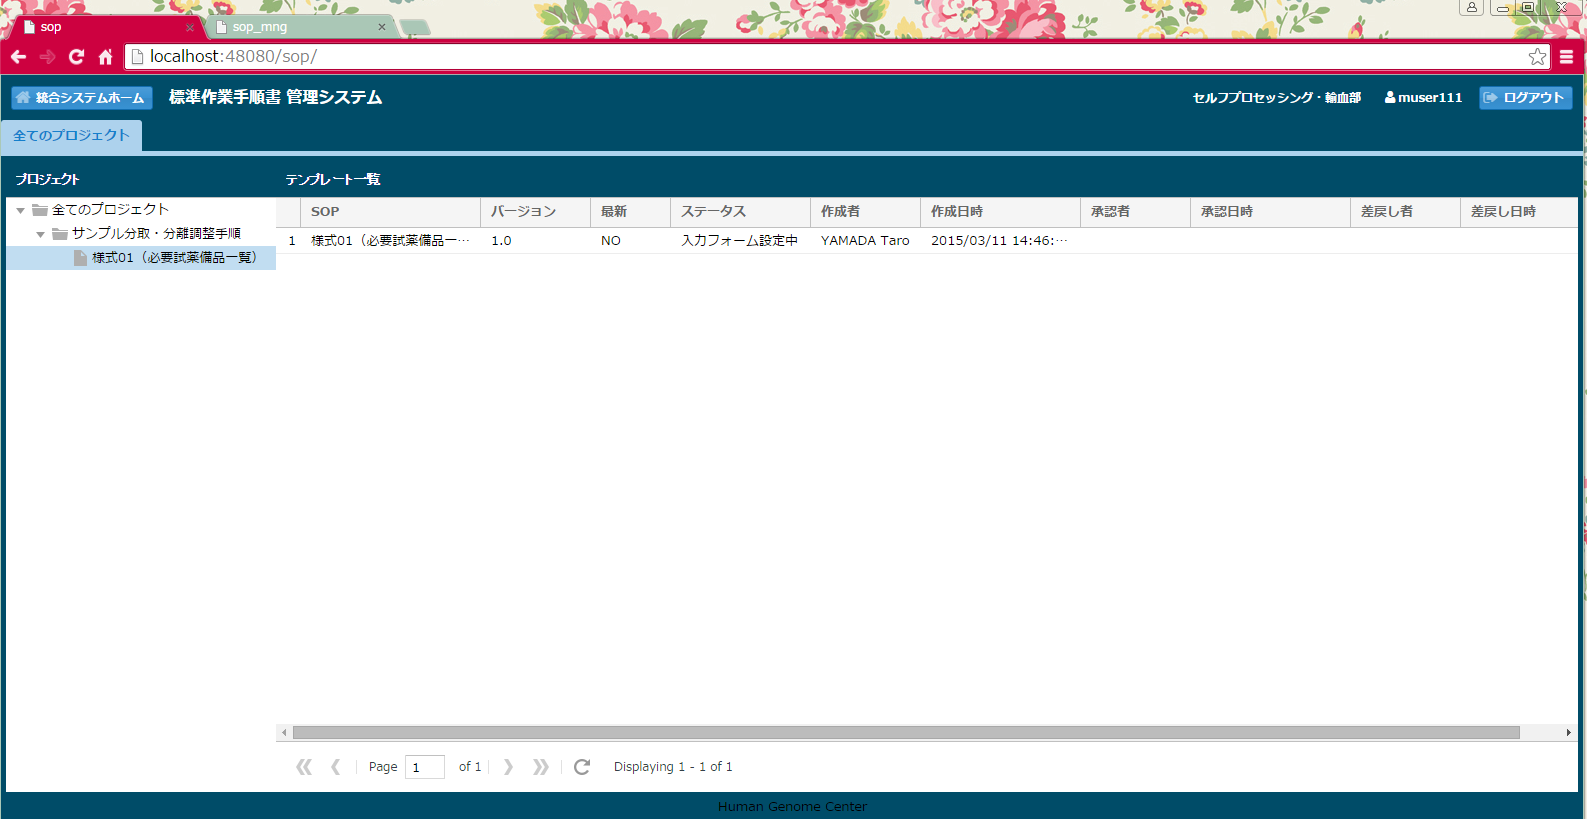 sop
sop_mng
localhost:48080/sop/
統合システムホーム 標準作業手順書 管理システム セルフプロセッシング・輸血部 muser111 ログアウト
全てのプロジェクト
プロジェクト テンプレート一覧
全てのプロジェクト
サンプル分取・分離調整手順
様式01（必要試薬備品一覧）
SOP バージョン 最新 ステータス 作成者 作成日時 承認者 承認日時 差戻し者 差戻し日時
1 様式01（必要試薬備品一… 1.0 NO 入力フォーム設定中 YAMADA Taro 2015/03/11 14:46:…
Page 1 of 1 Displaying 1 - 1 of 1
Human Genome Center